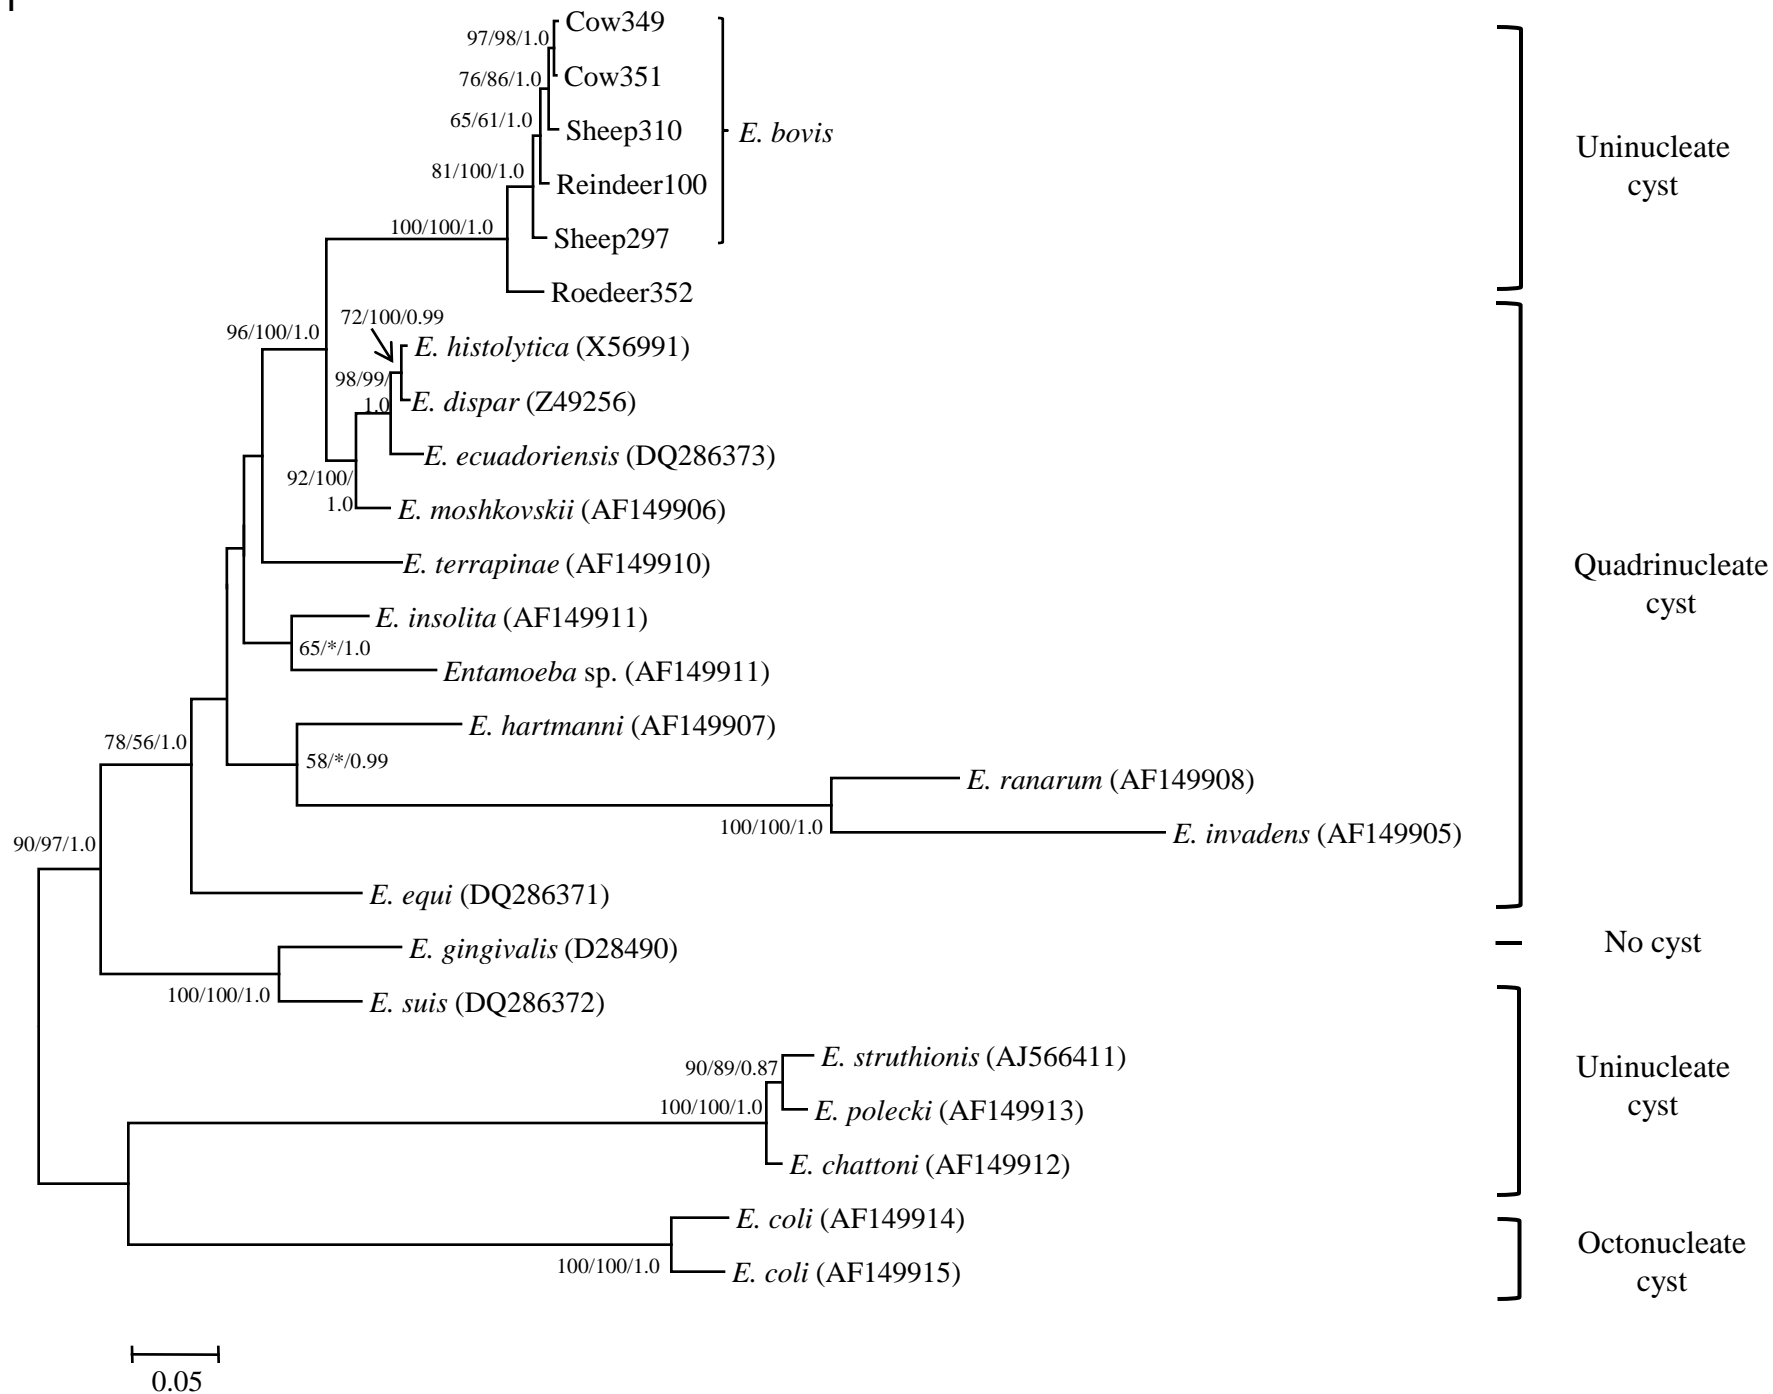 Cow349
97/98/1.0
Cow351
76/86/1.0
65/61/1.0
Sheep310
E. bovis
Uninucleate
cyst
81/100/1.0
Reindeer100
100/100/1.0
Sheep297
Roedeer352
72/100/0.99
96/100/1.0
E. histolytica (X56991)
98/99/
1.0
E. dispar (Z49256)
E. ecuadoriensis (DQ286373)
92/100/
1.0
E. moshkovskii (AF149906)
E. terrapinae (AF149910)
Quadrinucleate
cyst
E. insolita (AF149911)
65/*/1.0
Entamoeba sp. (AF149911)
E. hartmanni (AF149907)
78/56/1.0
58/*/0.99
E. ranarum (AF149908)
100/100/1.0
E. invadens (AF149905)
90/97/1.0
E. equi (DQ286371)
No cyst
E. gingivalis (D28490)
100/100/1.0
E. suis (DQ286372)
E. struthionis (AJ566411)
90/89/0.87
Uninucleate
cyst
100/100/1.0
E. polecki (AF149913)
E. chattoni (AF149912)
E. coli (AF149914)
Octonucleate
cyst
100/100/1.0
E. coli (AF149915)
0.05